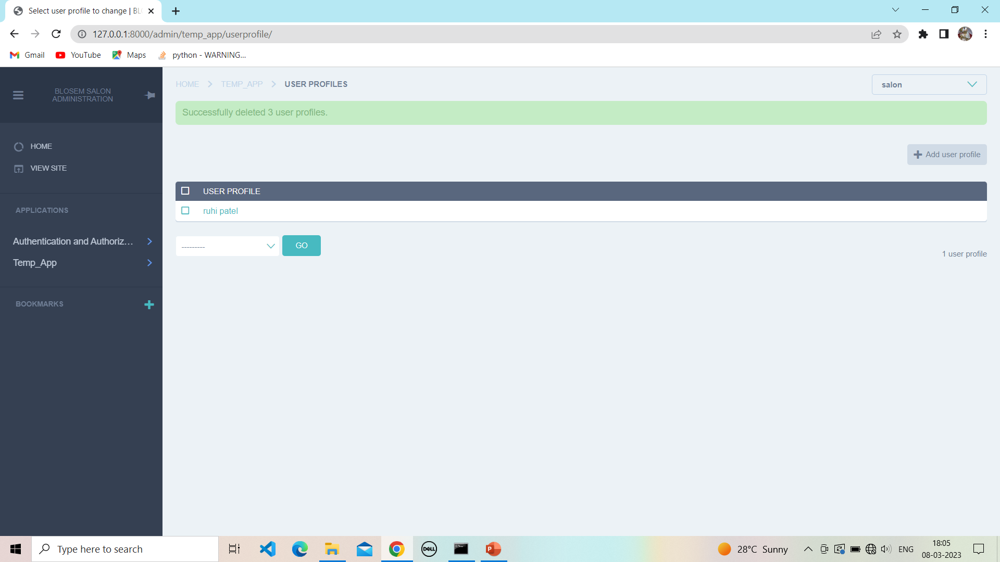 Select user profile to change | BL
127.0.0.1:8000/admin/temp_app/userprofile/
Gmail
YouTube
Maps
python - WARNING...
BLOSEM SALON
ADMINISTRATION
HOME
VIEW SITE
APPLICATIONS
Authentication and Authoriz...
Temp_App
BOOKMARKS
HOME
TEMP_APP
USER PROFILES
salon
Successfully deleted 3 user profiles.
Add user profile
USER PROFILE
ruhi patel
---------
GO
1 user profile
Type here to search
DELL
P
28°C Sunny
ENG
18:05
08-03-2023